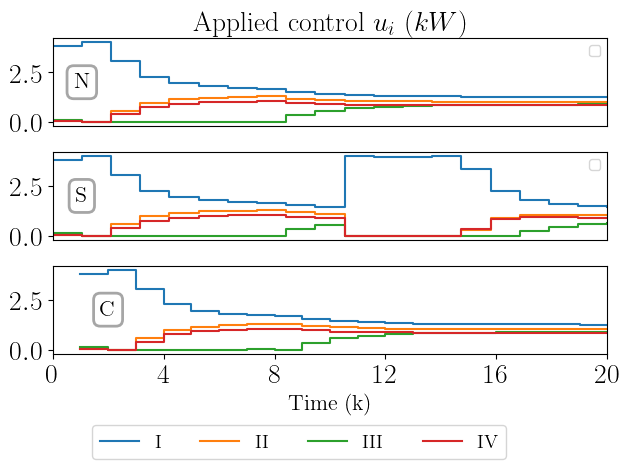 Applied control u_i (kW)
2.5
0.0
N
2.5
0.0
S
2.5
0.0
C
0 4 8 12 16 20
Time (k)
I II III IV